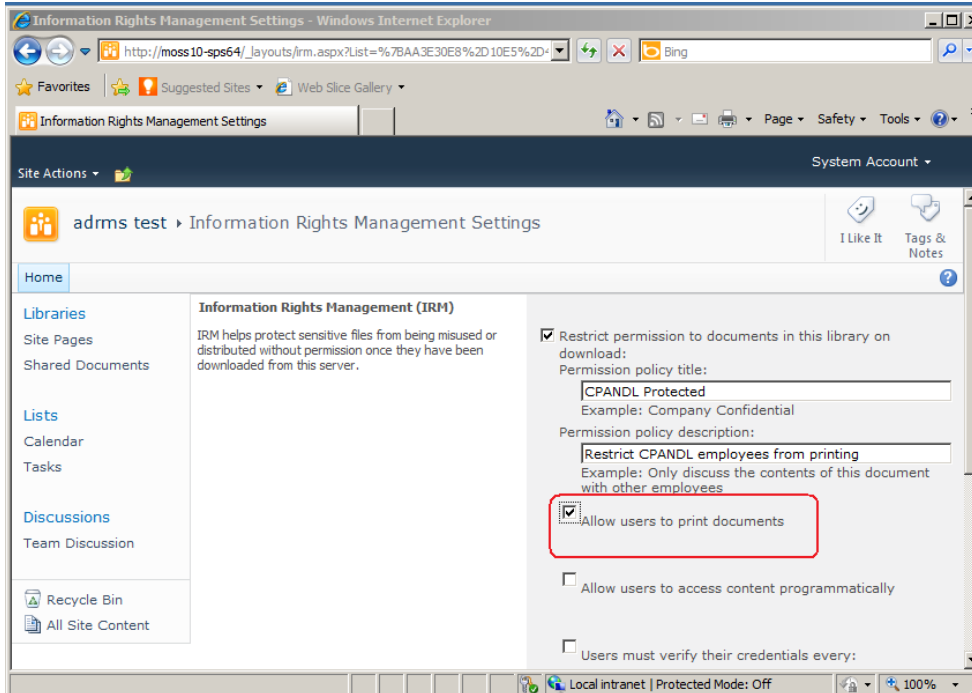 Information Rights Management Settings - Windows Internet Explorer
http://moss10-sps64/_layouts/irm.aspx?List=%7BAA3E30E8%2D10E5%2D4
Bing
Favorites
Suggested Sites
Web Slice Gallery
Information Rights Management Settings
Page
Safety
Tools
System Account
Site Actions
adrms test
Information Rights Management Settings
I Like It
Tags &
Notes
Home
Libraries
Site Pages
Shared Documents
Lists
Calendar
Tasks
Discussions
Team Discussion
Recycle Bin
All Site Content
Information Rights Management (IRM)
IRM helps protect sensitive files from being misused or
distributed without permission once they have been
downloaded from this server.
Restrict permission to documents in this library on
download:
Permission policy title:
CPANDL Protected
Example: Company Confidential
Permission policy description:
Restrict CPANDL employees from printing
Example: Only discuss the contents of this document
with other employees
Allow users to print documents
Allow users to access content programmatically
Users must verify their credentials every:
Local intranet | Protected Mode: Off
100%